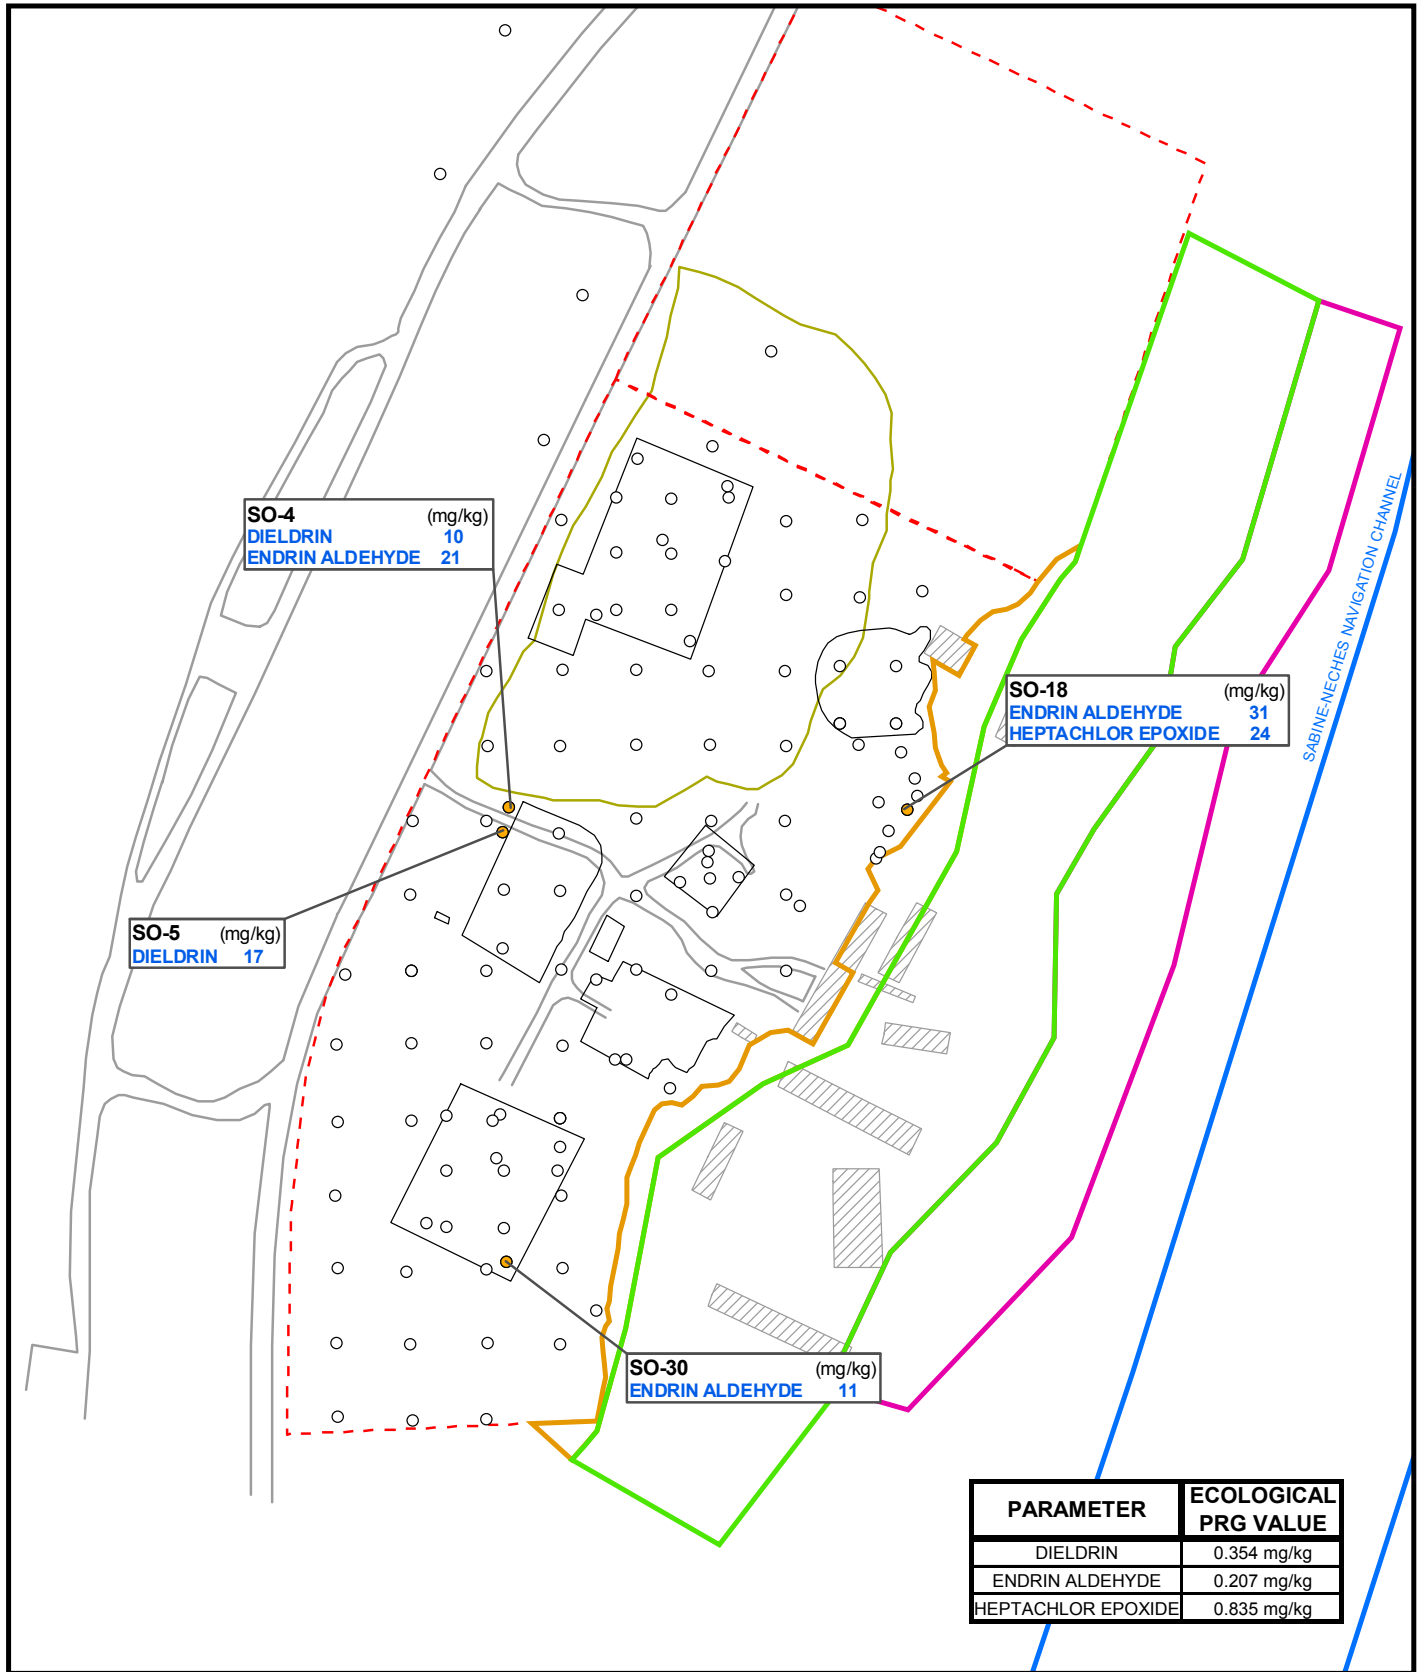 SO-4 (mg/kg)
DIELDRIN 10
ENDRIN ALDEHYDE 21
SABINE-NECHES NAVIGATION CHANNEL
SO-18 (mg/kg)
ENDRIN ALDEHYDE 31
HEPTACHLOR EPOXIDE 24
SO-5 (mg/kg)
DIELDRIN 17
SO-30 (mg/kg)
ENDRIN ALDEHYDE 11
PARAMETER ECOLOGICAL
PRG VALUE
DIELDRIN 0.354 mg/kg
ENDRIN ALDEHYDE 0.207 mg/kg
HEPTACHLOR EPOXIDE 0.835 mg/kg